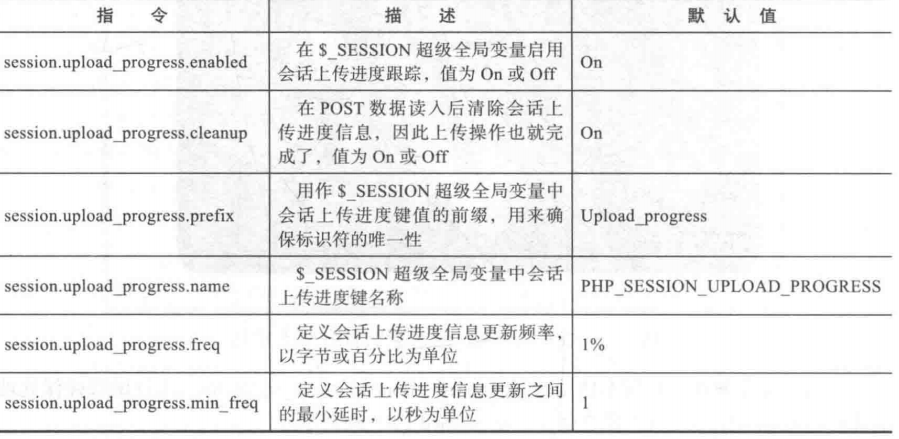 指 令 描 述 默 认 值
session.upload_progress.enabled
在 $_SESSION 超级全局变量启用
会话上传进度跟踪，值为 On 或 Off
On
session.upload_progress.cleanup
在 POST 数据读入后清除会话上
传进度信息，因此上传操作也就完
成了，值为 On 或 Off
On
session.upload_progress.prefix
用作 $_SESSION 超级全局变量中
会话上传进度键值的前缀，用来确
保标识符的唯一性
Upload_progress
session.upload_progress.name
$_SESSION 超级全局变量中会话
上传进度键名称
PHP_SESSION_UPLOAD_PROGRESS
session.upload_progress.freq
定义会话上传进度信息更新频率，
以字节或百分比为单位
1%
session.upload_progress.min_freq
定义会话上传进度信息更新之间
的最小延时，以秒为单位
1